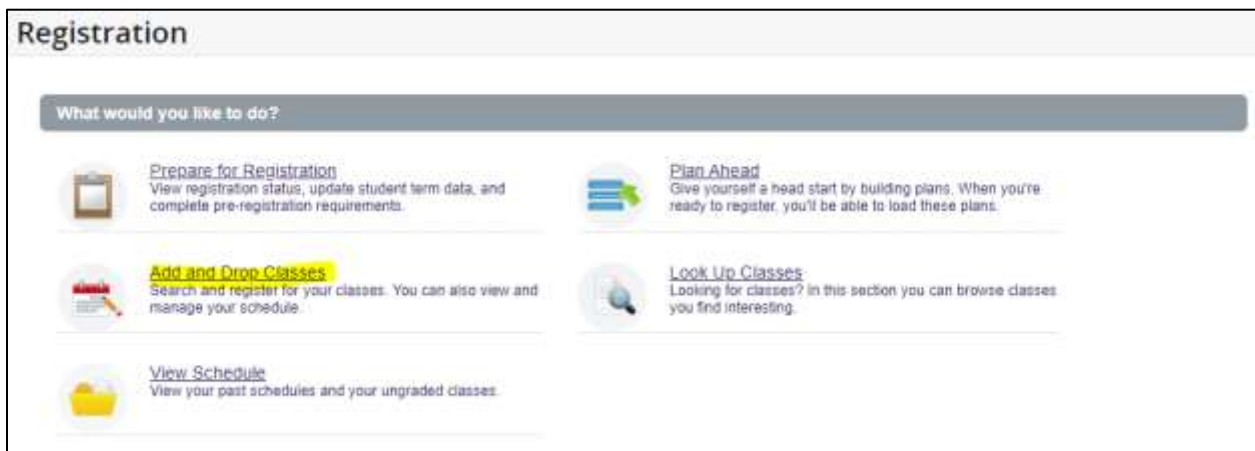 Registration
What would you like to do?
Prepare for Registration
View registration status, update student term data, and
complete pre-registration requirements.
Plan Ahead
Give yourself a head start by building plans. When you're
ready to register, you'll be able to load these plans.
Add and Drop Classes
Search and register for your classes. You can also view and
manage your schedule.
Look Up Classes
Looking for classes? In this section you can browse classes
you find interesting.
View Schedule
View your past schedules and your ungraded classes.